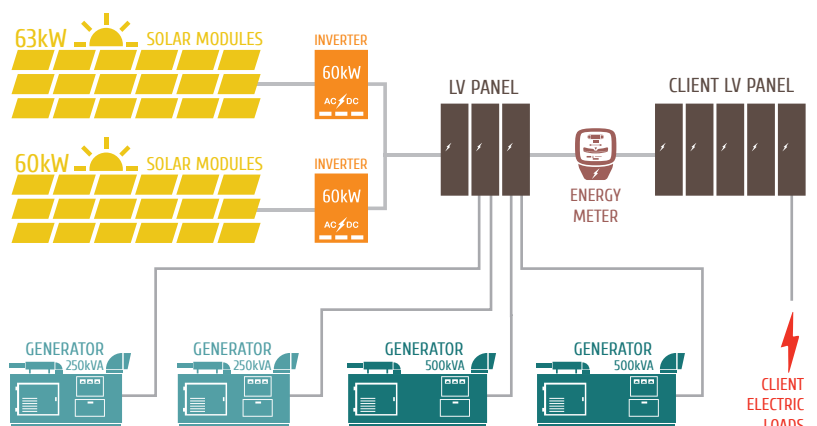 63kW
SOLAR MODULES
INVERTER
60kW
AC DC
LV PANEL
CLIENT LV PANEL
60kW
SOLAR MODULES
INVERTER
60kW
AC DC
ENERGY
METER
GENERATOR
250kVA
GENERATOR
250kVA
GENERATOR
500kVA
GENERATOR
500kVA
CLIENT
ELECTRIC
LOADS